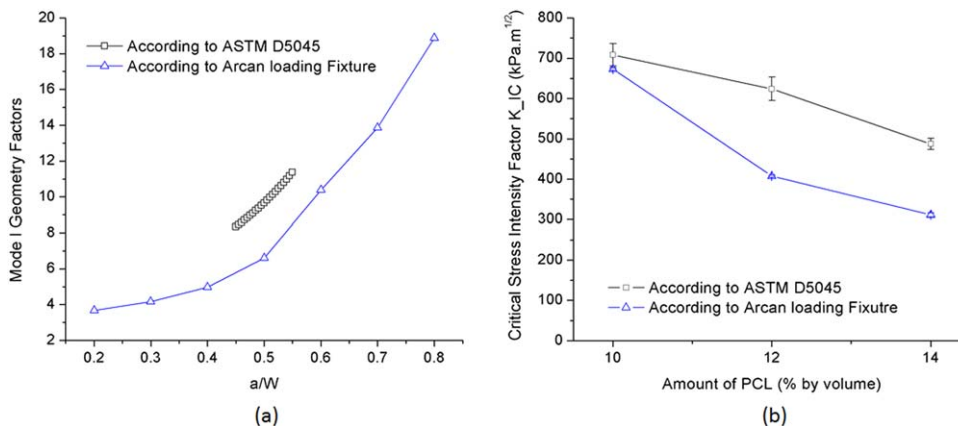 Mode I Geometry Factors
20
18
16
14
12
10
8
6
4
2
According to ASTM D5045
According to Arcan loading Fixture
0.2 0.3 0.4 0.5 0.6 0.7 0.8
a/W
(a)
Critical Stress Intensity Factor K_IC (kPa.m^1/2)
800
700
600
500
400
300
200
100
0
According to ASTM D5045
According to Arcan loading Fixutre
10 12 14
Amount of PCL (% by volume)
(b)